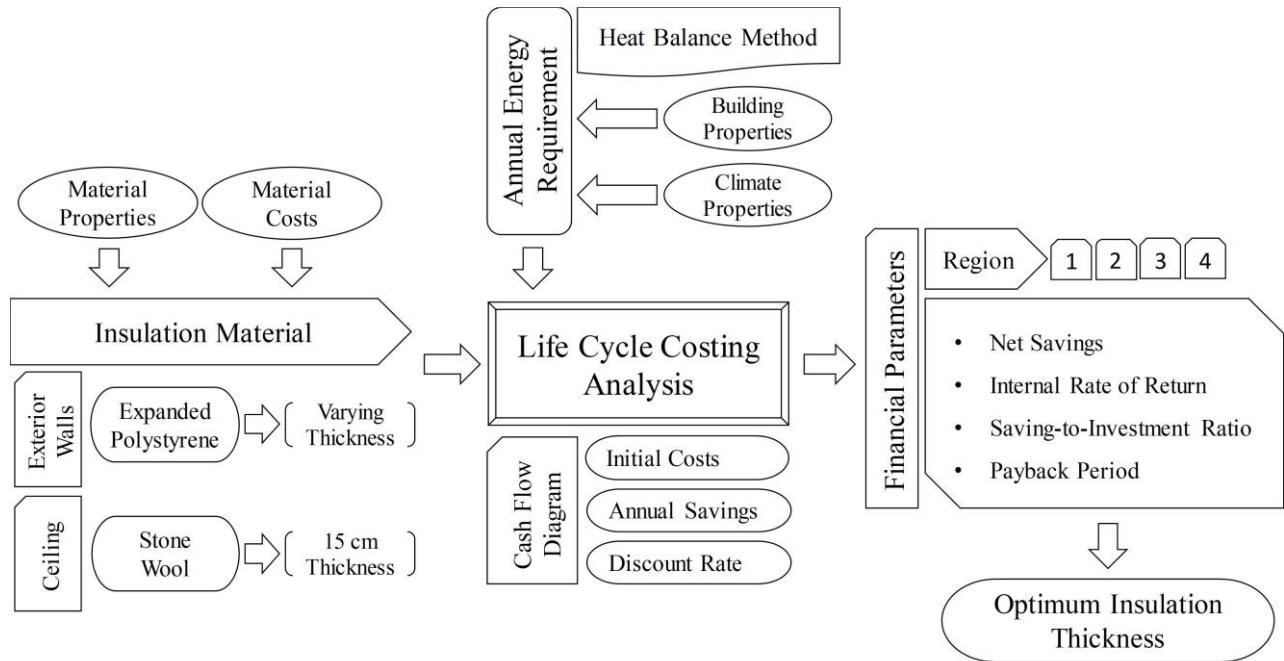 Heat Balance Method
Annual Energy
Requirement
Building
Properties
Climate
Properties
Material
Properties
Material
Costs
Insulation Material
Exterior
Walls
Expanded
Polystyrene
Varying
Thickness
Ceiling
Stone
Wool
15 cm
Thickness
Life Cycle Costing
Analysis
Cash Flow
Diagram
Initial Costs
Annual Savings
Discount Rate
Financial Parameters
Region
1
2
3
4
• Net Savings
• Internal Rate of Return
• Saving-to-Investment Ratio
• Payback Period
Optimum Insulation
Thickness